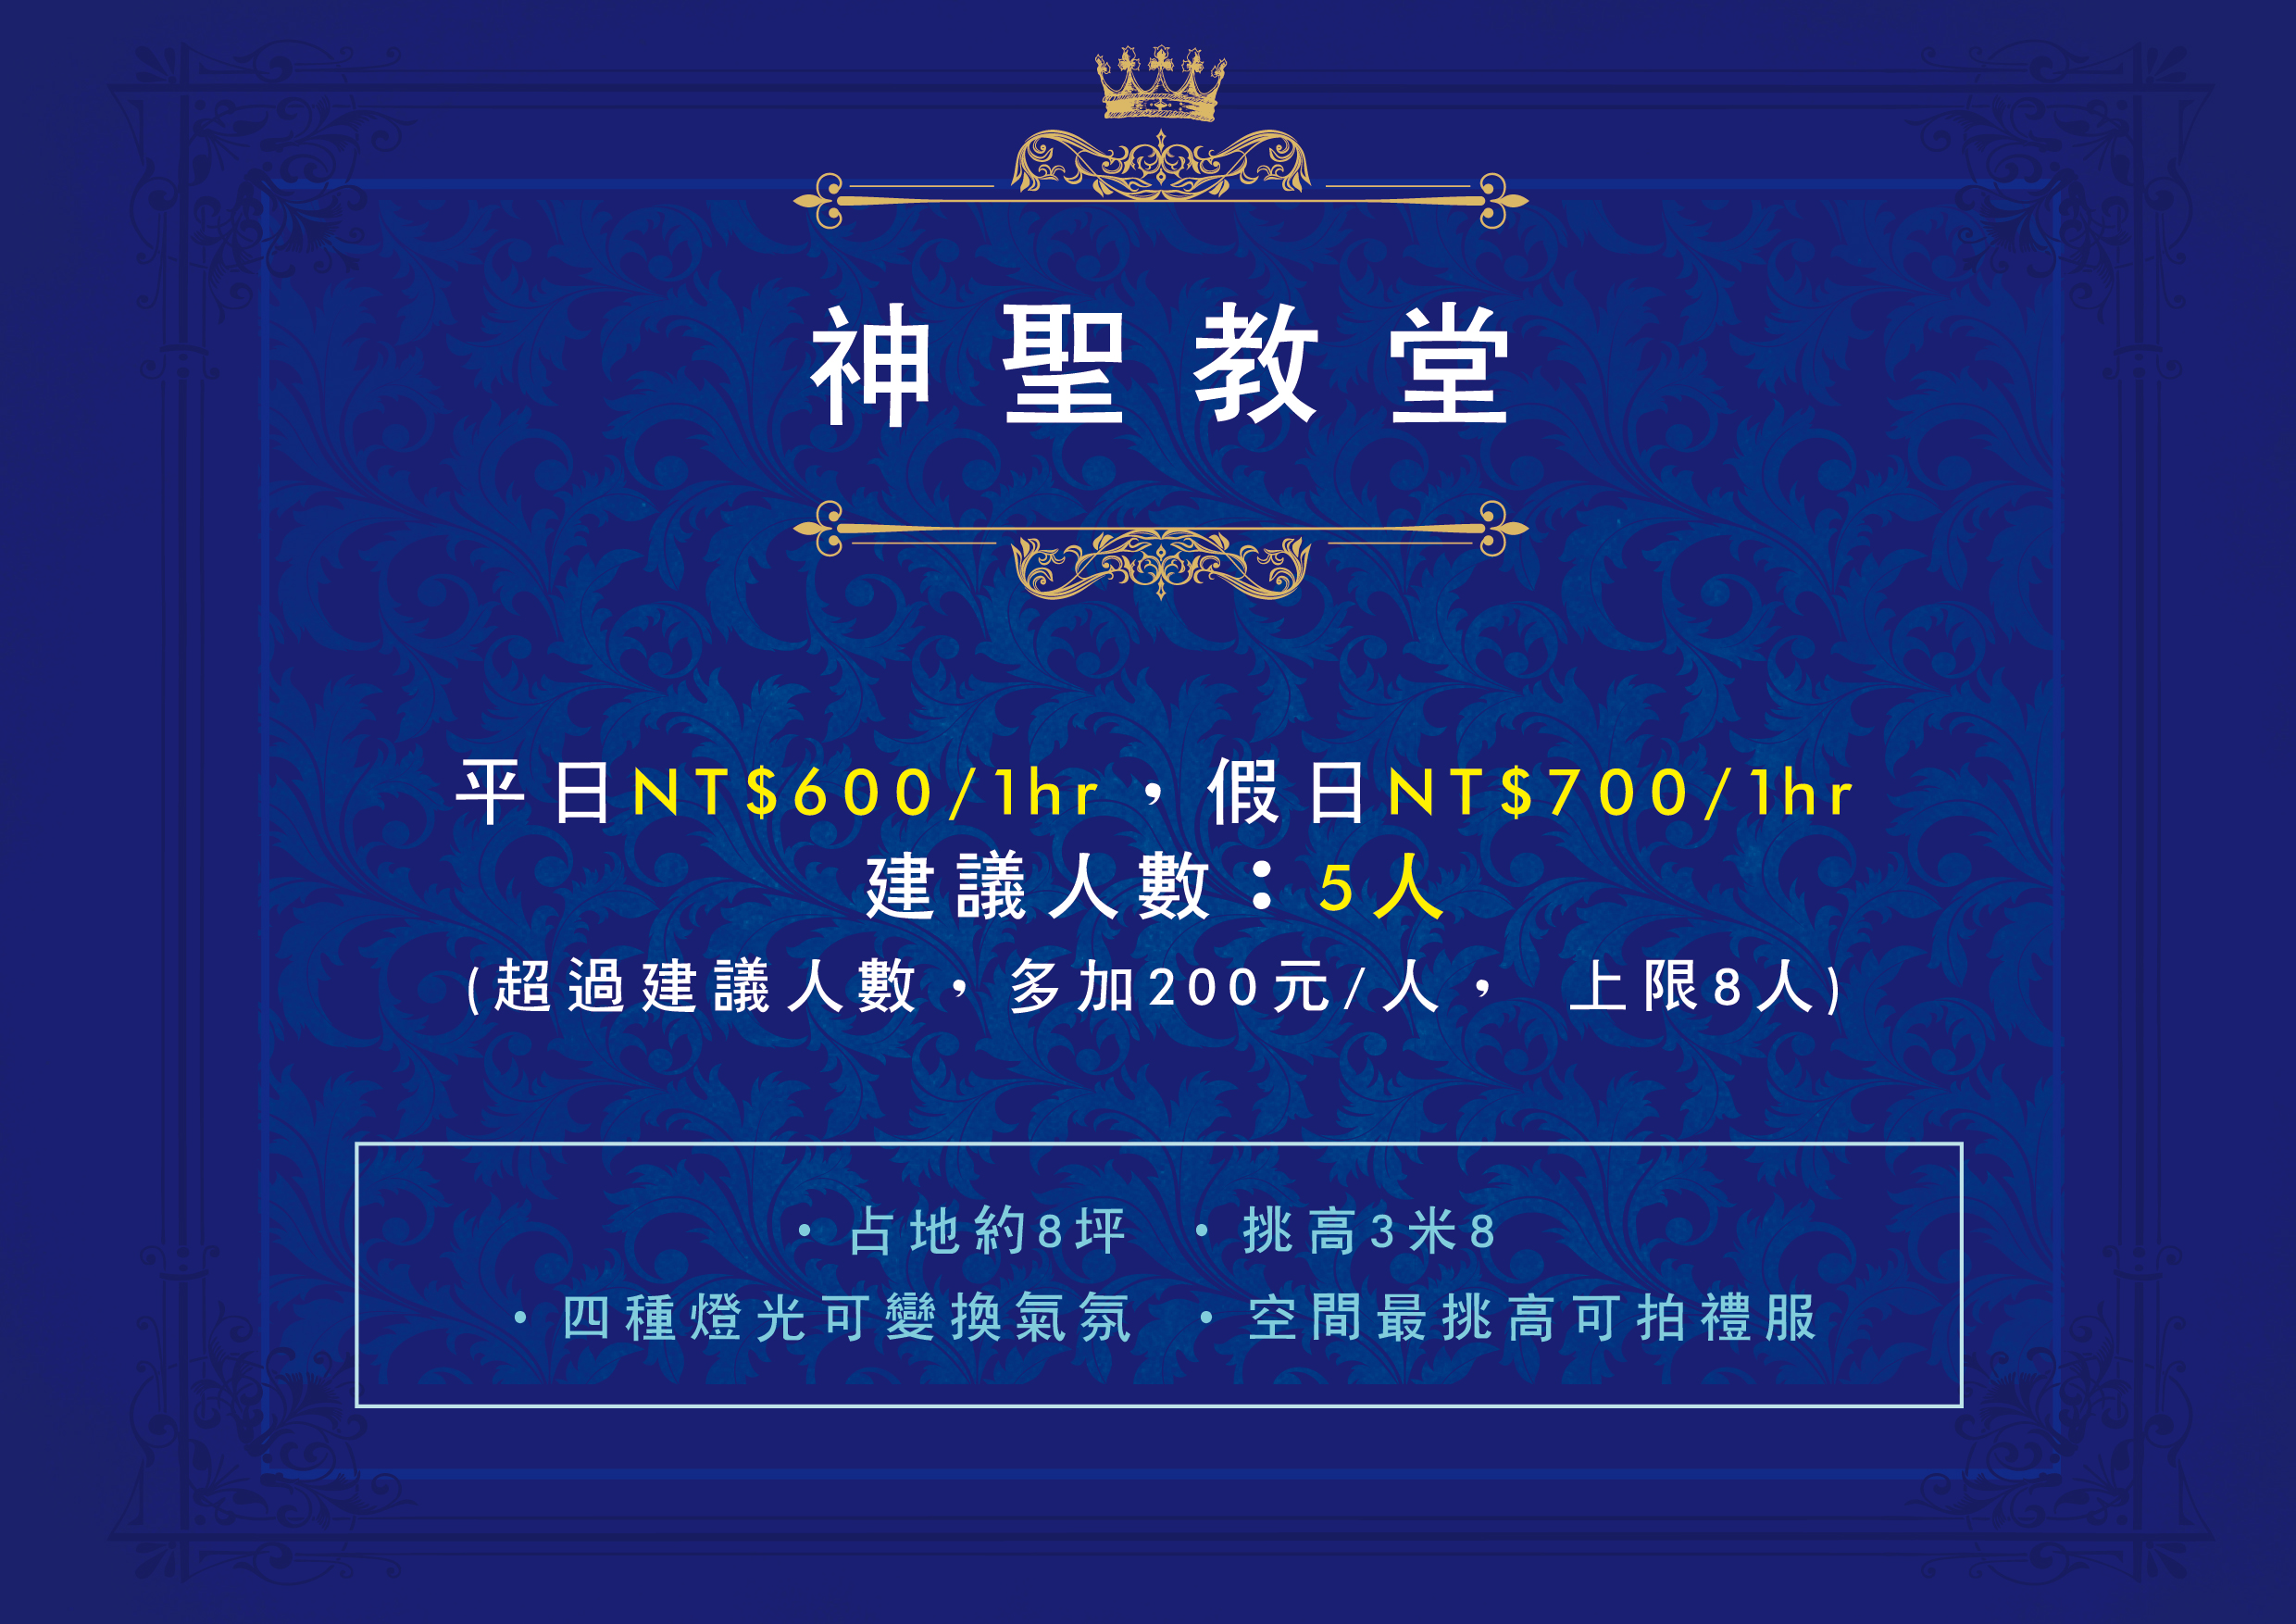 神聖教堂
平日NT$600/1hr，假日NT$700/1hr
建議人數：5人
(超過建議人數，多加200元/人， 上限8人)
・占地約8坪 ・挑高3米8
・四種燈光可變換氣氛 ・空間最挑高可拍禮服